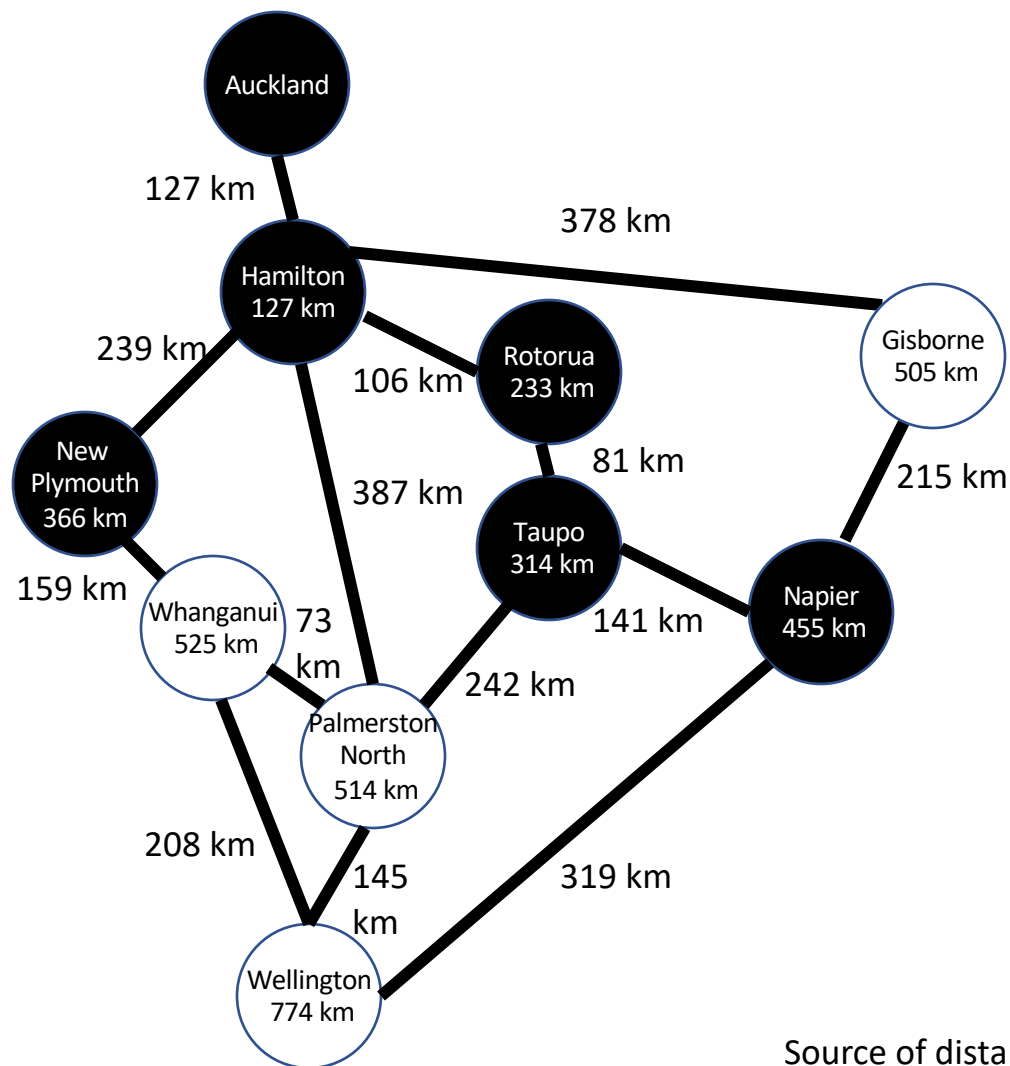 Auckland
127 km
378 km
Hamilton
127 km
Gisborne
505 km
239 km
Rotorua
233 km
106 km
New
Plymouth
366 km
387 km
81 km
215 km
Taupo
314 km
159 km
Whanganui
525 km
73
km
141 km
Napier
455 km
242 km
Palmerston
North
514 km
208 km
145
km
319 km
Wellington
774 km
Source of dista